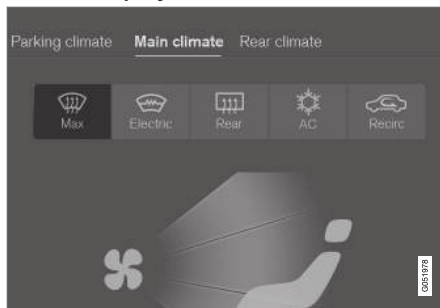 Parking climate Main climate Rear climate
Max Electric Rear AC Recirc
G051978